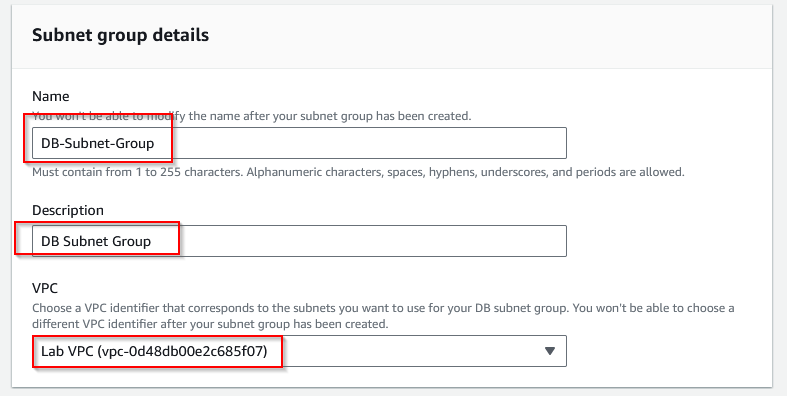 Subnet group details
Name
You won't be able to modify the name after your subnet group has been created.
DB-Subnet-Group
Must contain from 1 to 255 characters. Alphanumeric characters, spaces, hyphens, underscores, and periods are allowed.
Description
DB Subnet Group
VPC
Choose a VPC identifier that corresponds to the subnets you want to use for your DB subnet group. You won't be able to choose a
different VPC identifier after your subnet group has been created.
Lab VPC (vpc-0d48db00e2c685f07)